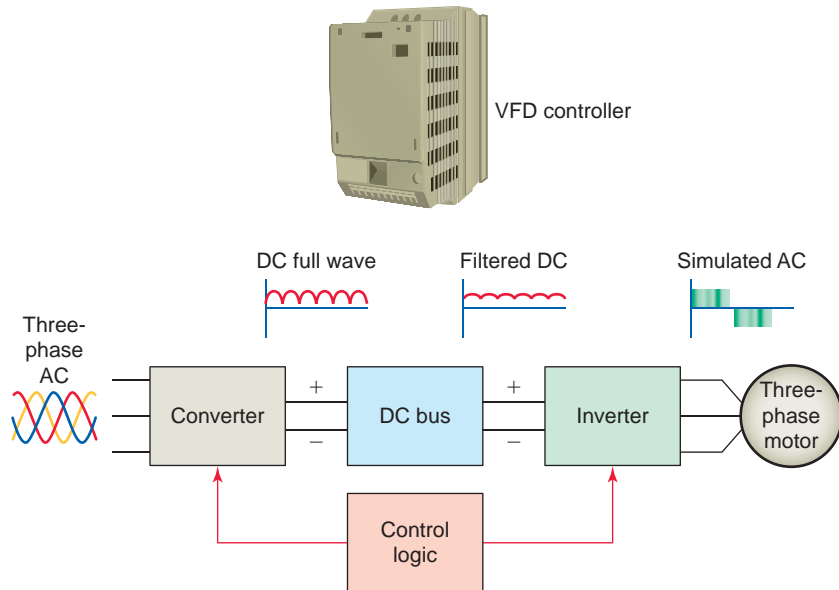 VFD controller
DC full wave
Filtered DC
Simulated AC
Three-
phase
AC
Converter
+
−
DC bus
+
−
Inverter
Three-
phase
motor
Control
logic